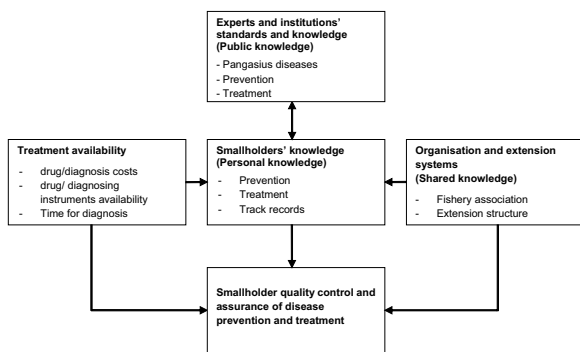 Experts and institutions'
standards and knowledge
(Public knowledge)
- Pangasius diseases
- Prevention
- Treatment
Treatment availability
- drug/diagnosis costs
- drug/ diagnosing
instruments availability
- Time for diagnosis
Smallholders' knowledge
(Personal knowledge)
- Prevention
- Treatment
- Track records
Organisation and extension
systems
(Shared knowledge)
- Fishery association
- Extension structure
Smallholder quality control and
assurance of disease
prevention and treatment